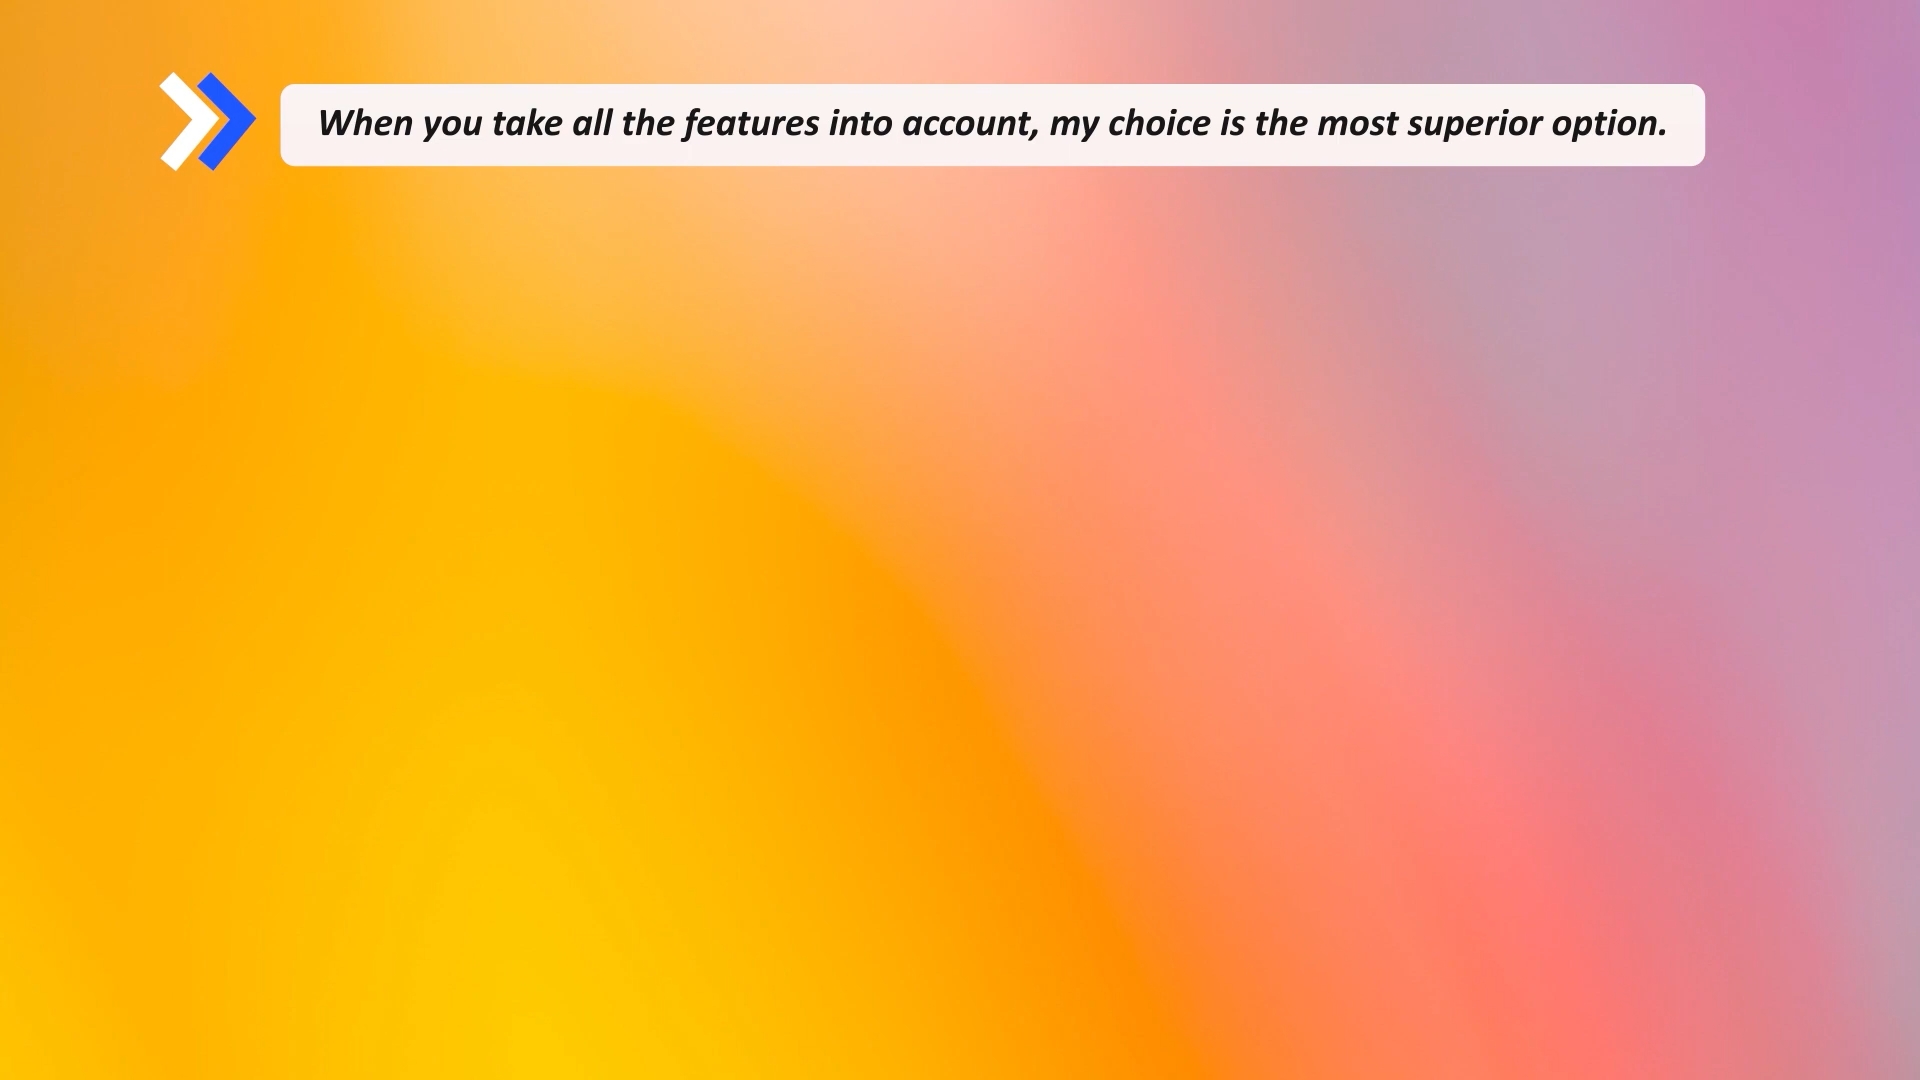 When you take all the features into account, my choice is the most superior option.